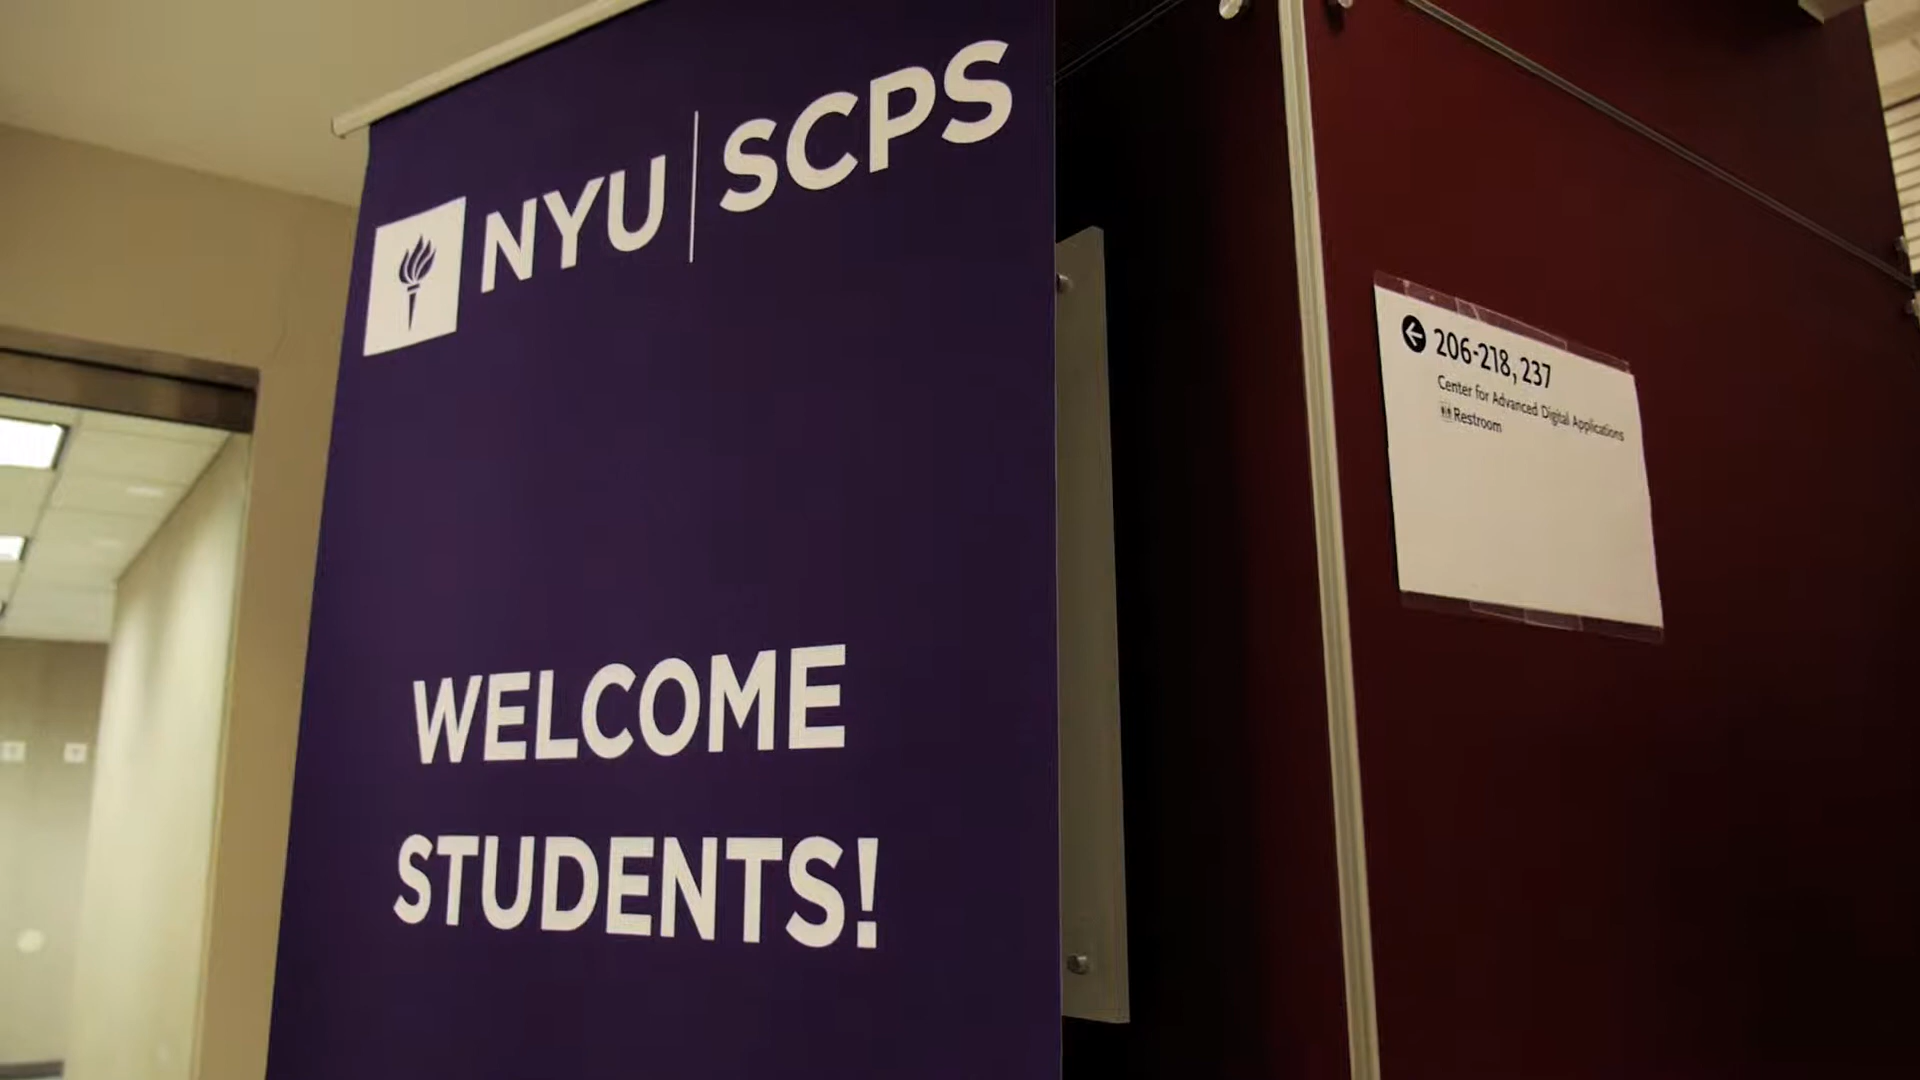 NYU | SCPS
WELCOME
STUDENTS!
206-218, 237
Center for Advanced Digital Applications
Restroom